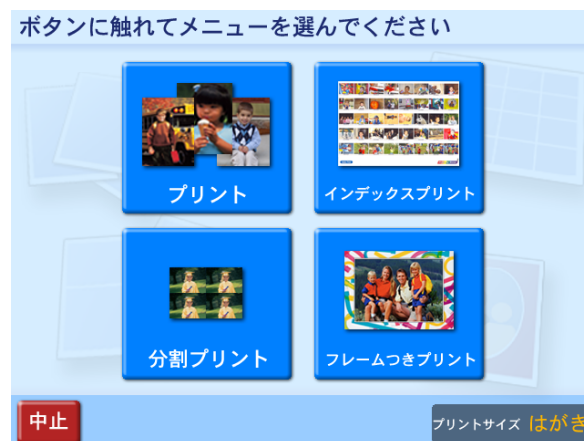 ボタンに触れてメニューを選んでください
プリント
インデックスプリント
分割プリント
フレームつきプリント
中止
プリントサイズ はがき